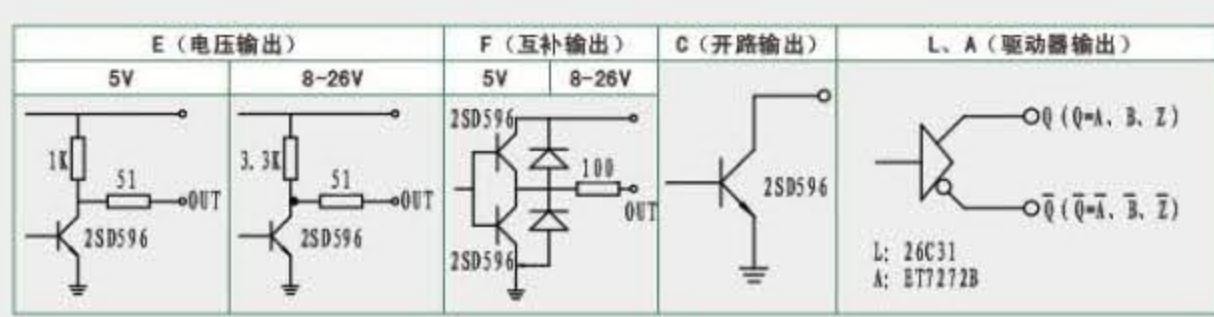 E（电压输出）
F（互补输出）
C（开路输出）
L、A（驱动器输出）
5V
8-26V
5V
8-26V
1K
51
OUT
2SD596
3.3K
51
OUT
2SD596
2SD596
100
OUT
2SD596
2SD596
Q(Q=A、B、Z)
Q̅(Q̅=A̅、B̅、Z̅)
L: 26C31
A: ET7272B